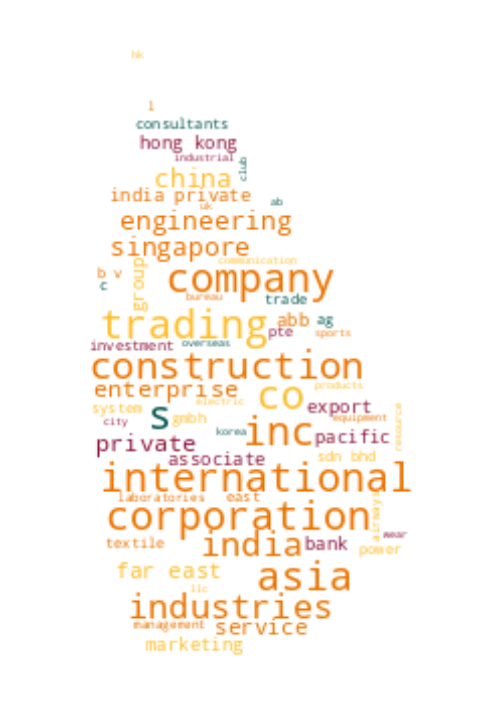 hk
l
consultants
hong kong
industrial
club
china
india private
ab
uk
engineering
singapore
communication
company
b v
c
group
bureau
trade
trading
abb
ag
pte
sports
investment
overseas
construction
enterprise
co
products
electric
system
s
gmbh
export
equipment
resource
city
korea
inc
pacific
private
associate
sdn bhd
international
laboratories
east
airways
corporation
wear
textile
india
bank
power
far east
asia
llc
industries
management
service
marketing